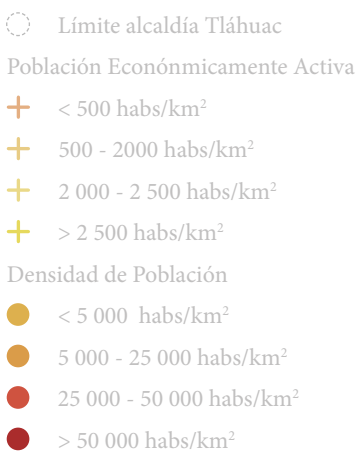 Límite alcaldía Tláhuac
Población Econónmicamente Activa
< 500 habs/km²
500 - 2000 habs/km²
2 000 - 2 500 habs/km²
> 2 500 habs/km²
Densidad de Población
< 5 000 habs/km²
5 000 - 25 000 habs/km²
25 000 - 50 000 habs/km²
> 50 000 habs/km²